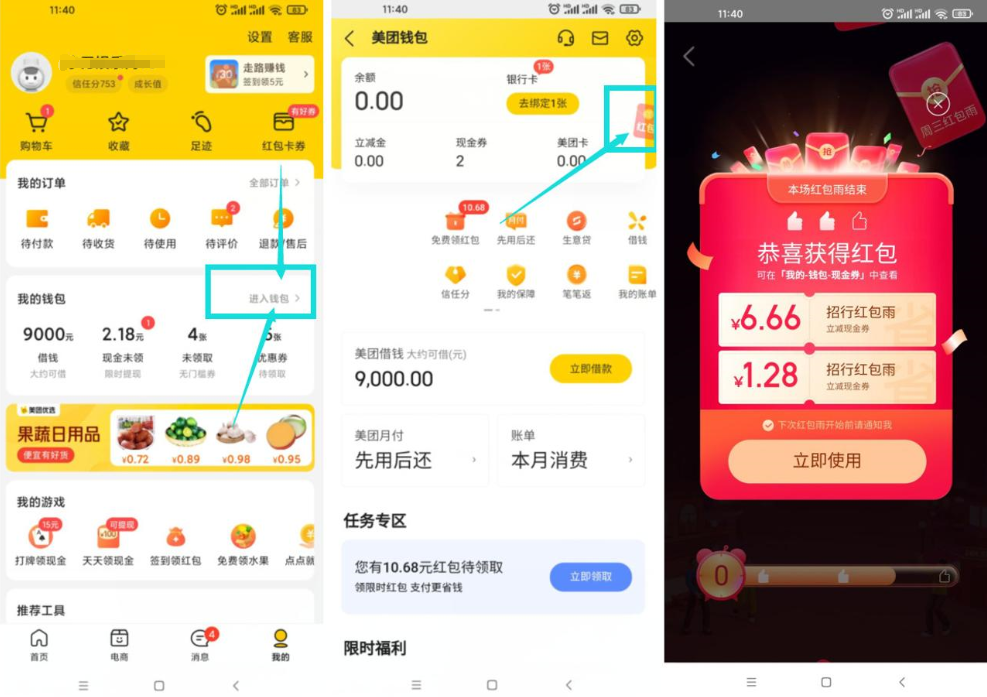 11:40
83
设置 客服
信任分753 成长值
走路赚钱
签到领5元
1
有好券
购物车 收藏 足迹 红包卡券
我的订单 全部订单
2
待付款 待收货 待使用 待评价 退款/售后
我的钱包 进入钱包
9000元 2.18元 1 4张 5张
借钱 现金未领 未领取 优惠券
大约可借 限时提现 无门槛券 待领取
美团优选
果蔬日用品
便宜有好货
¥0.72 ¥0.89 ¥0.98 ¥0.95
我的游戏
15元 可提现
¥100
打牌领现金 天天领现金 签到领红包 免费领水果 点点就
推荐工具
4
首页 电商 消息 我的
11:40
83
美团钱包
余额 银行卡 1张
0.00 去绑定1张
红包
立减金 现金券 美团卡
0.00 2 0.00
10.68
月付
免费领红包 先用后还 生意贷 借钱
信任分 我的保障 笔笔返 我的账单
美团借钱 大约可借(元)
9,000.00 立即借款
美团月付 账单
先用后还 本月消费
任务专区
您有10.68元红包待领取
领限时红包 支付更省钱
立即领取
限时福利
11:40
83
抢
周三红包雨
抢
本场红包雨结束
恭喜获得红包
可在「我的-钱包-现金券」中查看
¥6.66 招行红包雨
立减现金券
省
¥1.28 招行红包雨
立减现金券
省
下次红包雨开始前请通知我
立即使用
0